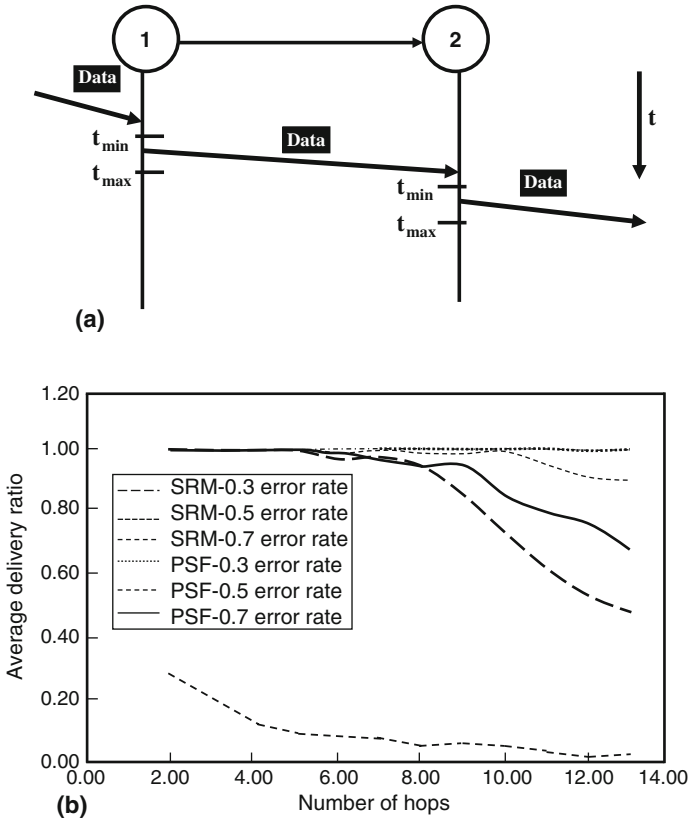 1
2
Data
t
t min
Data
t max
t min
Data
t max
(a)
1.20
1.00
0.80
0.60
0.40
0.20
0.00
Average delivery ratio
SRM-0.3 error rate
SRM-0.5 error rate
SRM-0.7 error rate
PSF-0.3 error rate
PSF-0.5 error rate
PSF-0.7 error rate
0.00 2.00 4.00 6.00 8.00 10.00 12.00 14.00
Number of hops
(b)